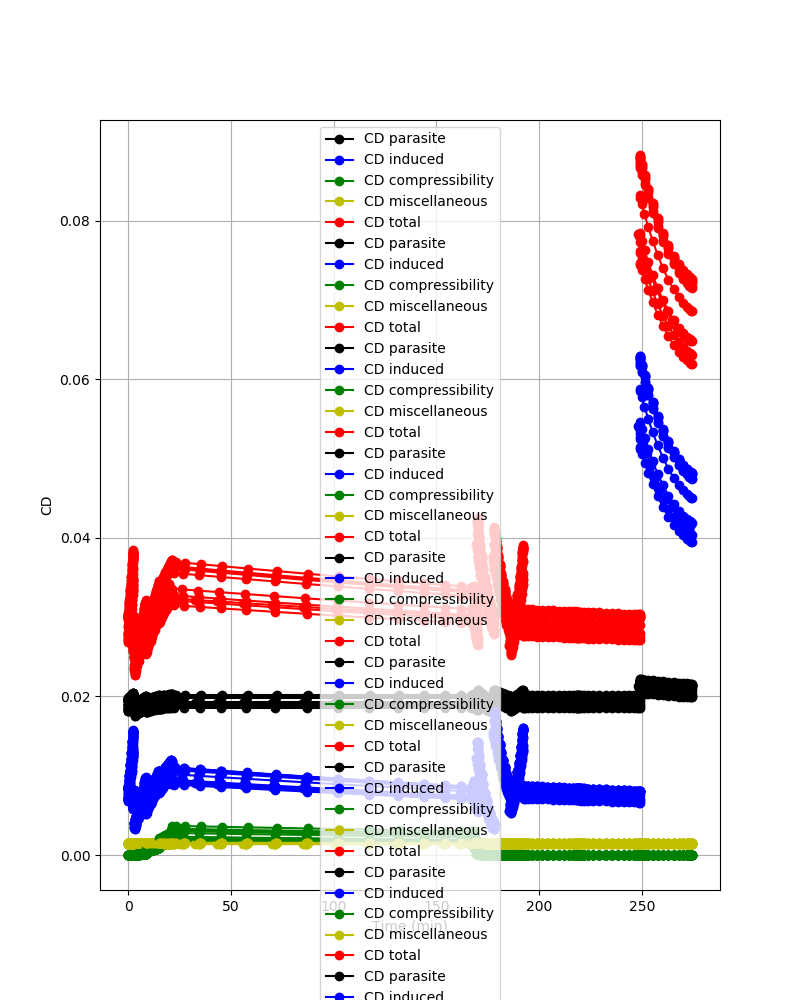 CD parasite
CD induced
CD compressibility
CD miscellaneous
CD total
CD parasite
CD induced
CD compressibility
CD miscellaneous
CD total
CD parasite
CD induced
CD compressibility
CD miscellaneous
CD total
CD parasite
CD induced
CD compressibility
CD miscellaneous
CD total
CD parasite
CD induced
CD compressibility
CD miscellaneous
CD total
CD parasite
CD induced
CD compressibility
CD miscellaneous
CD total
CD parasite
CD induced
CD compressibility
CD miscellaneous
CD total
CD parasite
CD induced
CD compressibility
CD miscellaneous
CD total
CD parasite
CD induced
0.08
0.06
0.04
0.02
0.00
CD
0 50 100 150 200 250
Time (min)